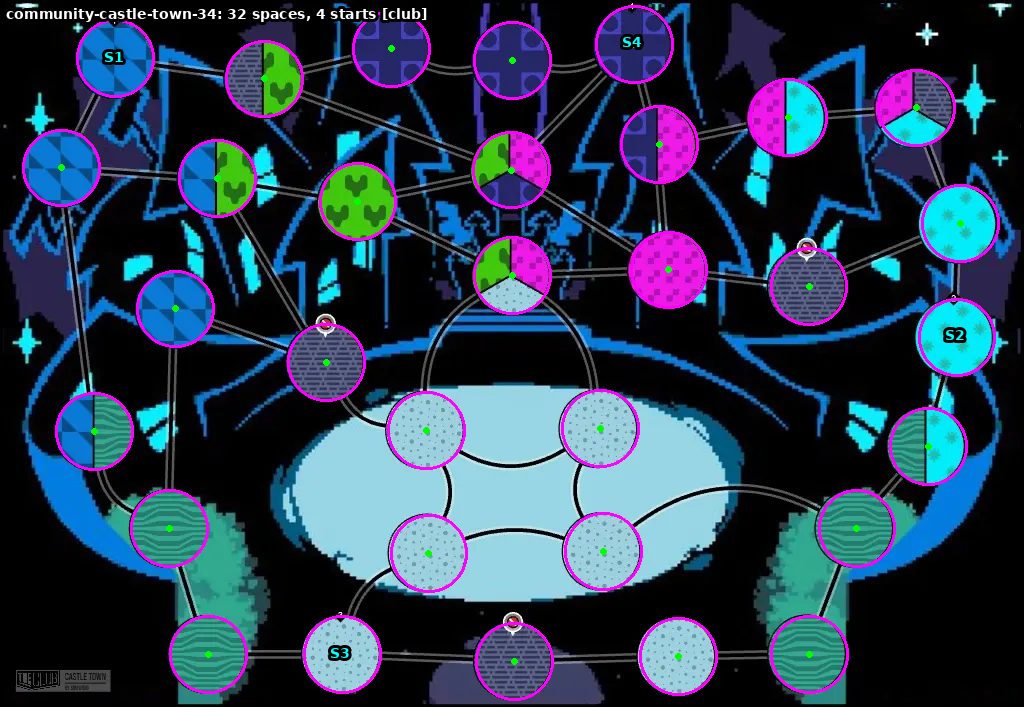 community-castle-town-34: 32 spaces, 4 starts [club]
S1
S4
S2
S3
CASTLE TOWN